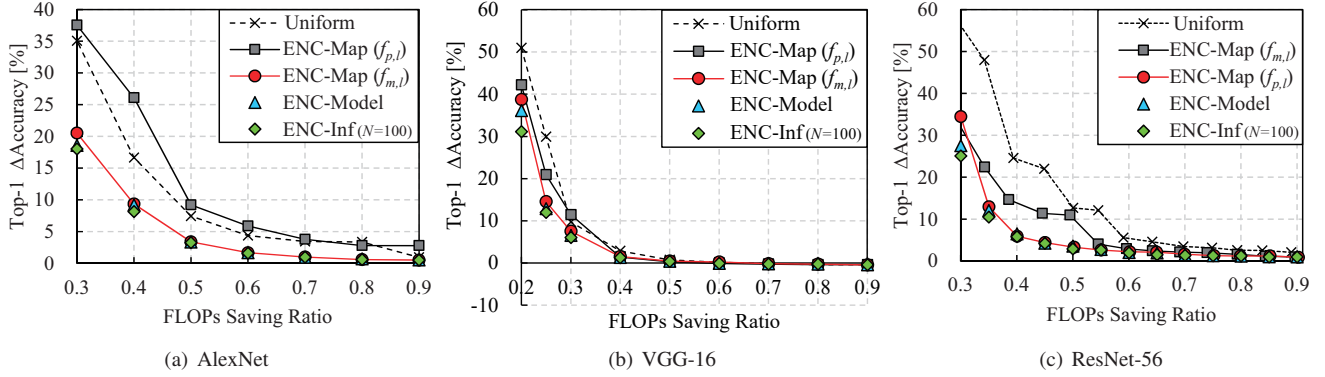 Top-1 ΔAccuracy [%]
40
35
30
25
20
15
10
5
0
0.3 0.4 0.5 0.6 0.7 0.8 0.9
FLOPs Saving Ratio
Uniform
ENC-Map (fp,l)
ENC-Map (fm,l)
ENC-Model
ENC-Inf (N=100)
(a) AlexNet
Top-1 ΔAccuracy [%]
60
50
40
30
20
10
0
-10
0.2 0.3 0.4 0.5 0.6 0.7 0.8 0.9
FLOPs Saving Ratio
Uniform
ENC-Map (fp,l)
ENC-Map (fm,l)
ENC-Model
ENC-Inf (N=100)
(b) VGG-16
Top-1 ΔAccuracy [%]
60
50
40
30
20
10
0
0.3 0.4 0.5 0.6 0.7 0.8 0.9
FLOPs Saving Ratio
Uniform
ENC-Map (fm,l)
ENC-Map (fp,l)
ENC-Model
ENC-Inf (N=100)
(c) ResNet-56